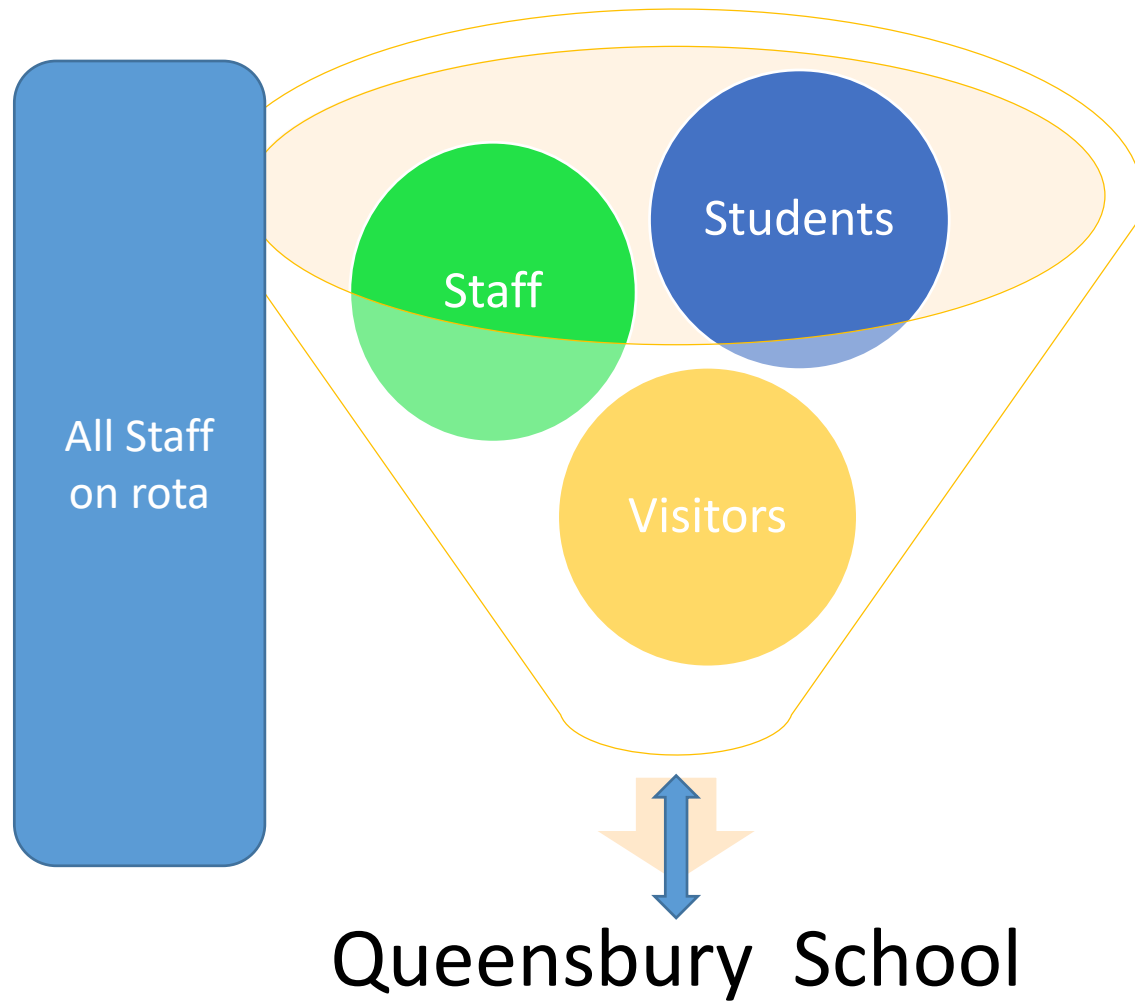 Students
Staff
All Staff
on rota
Visitors
Queensbury School